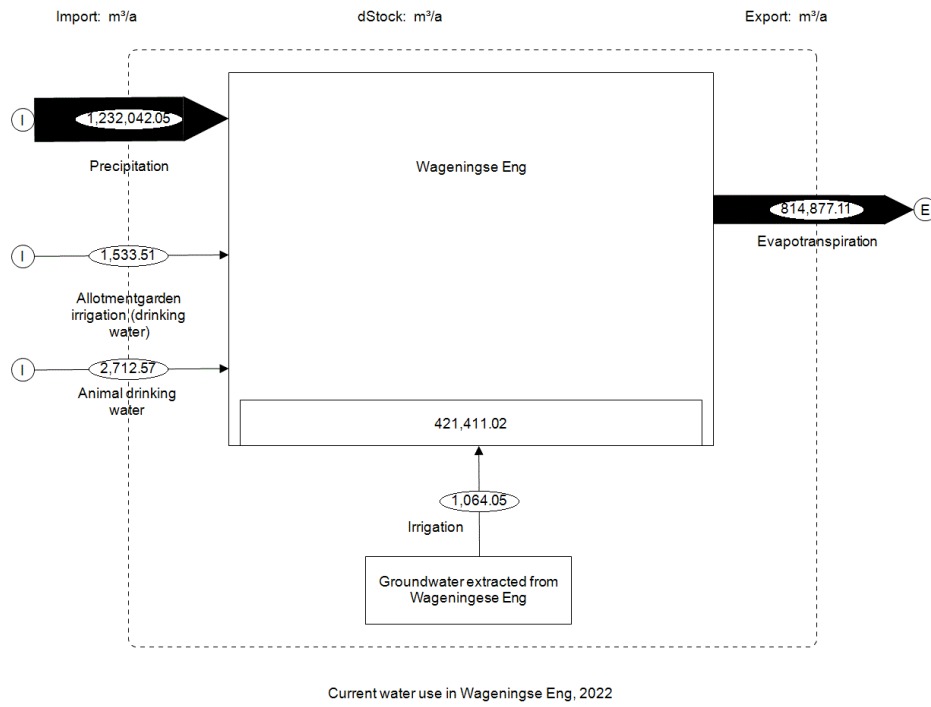 Import: m³/a
dStock: m³/a
Export: m³/a
I
1,232,042.05
Precipitation
Wageningse Eng
814,877.11
E
Evapotranspiration
I
1,533.51
Allotmentgarden
irrigation (drinking
water)
I
2,712.57
Animal drinking
water
421,411.02
1,064.05
Irrigation
Groundwater extracted from
Wageningese Eng
Current water use in Wageningse Eng, 2022